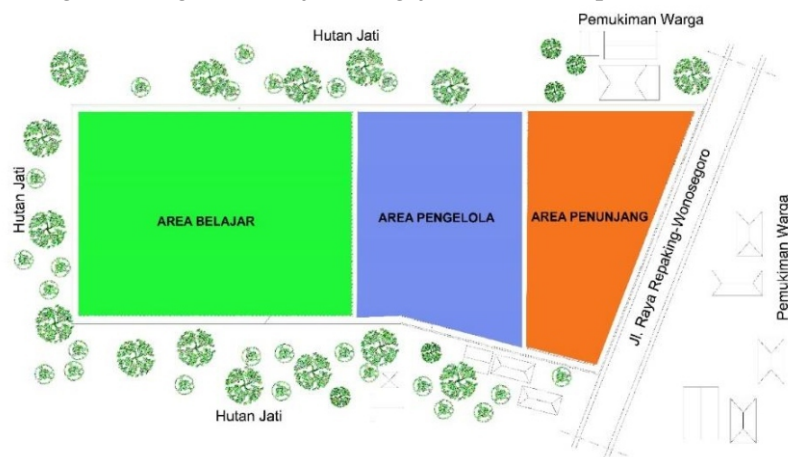 Pemukiman Warga
Hutan Jati
Hutan Jati
AREA BELAJAR
AREA PENGELOLA
AREA PENUNJANG
Jl. Raya Repaking-Wonosegoro
Pemukiman Warga
Hutan Jati